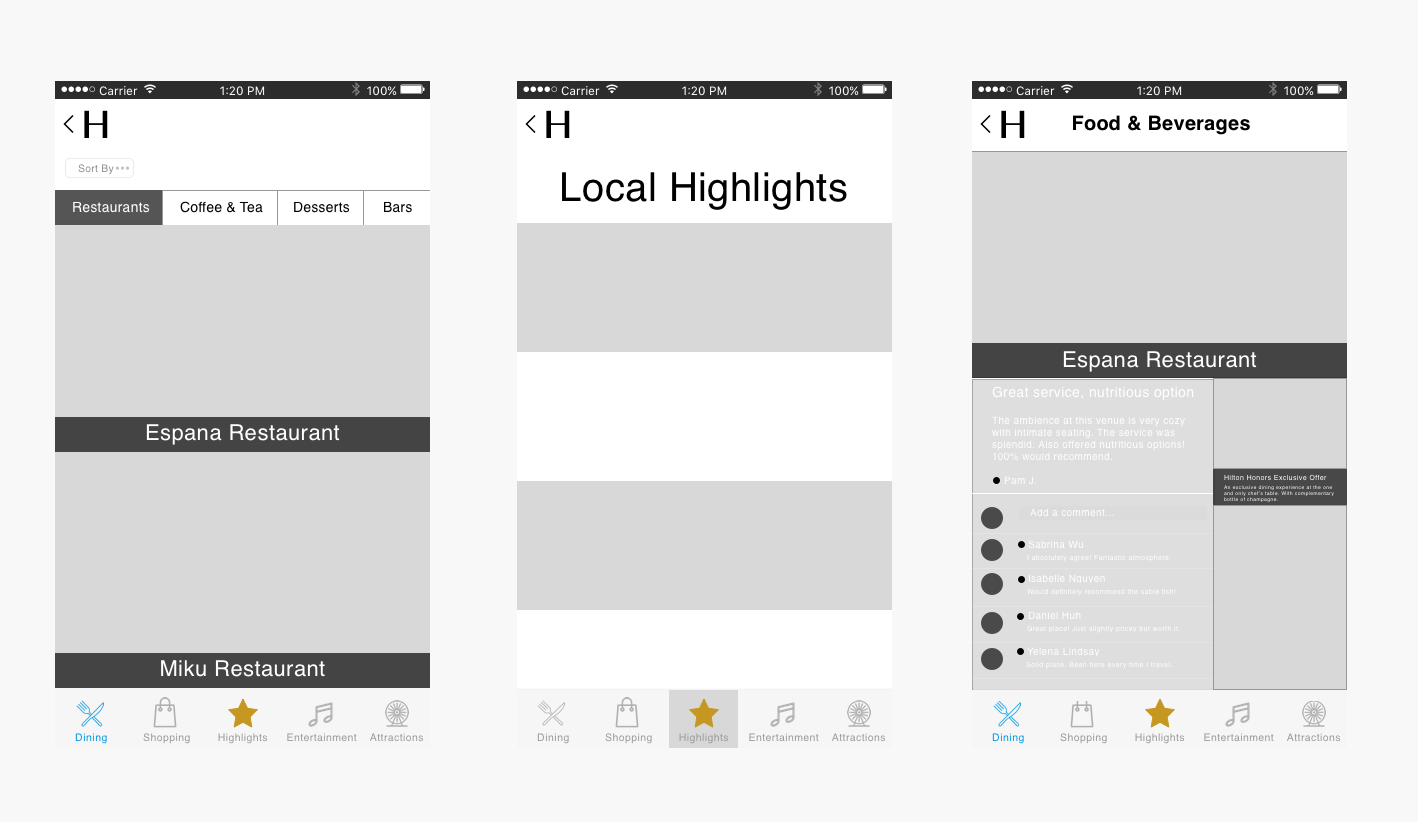 Carrier 1:20 PM 100%
H
Sort By•••
Restaurants Coffee & Tea Desserts Bars
Espana Restaurant
Miku Restaurant
Dining Shopping Highlights Entertainment Attractions
Carrier 1:20 PM 100%
H
Local Highlights
Dining Shopping Highlights Entertainment Attractions
Carrier 1:20 PM 100%
H Food & Beverages
Espana Restaurant
Great service, nutritious option
The ambience at this venue is very cozy
with intimate seating. The service was
splendid. Also offered nutritious options!
100% would recommend.
Pam J.
Hilton Honors Exclusive Offer
An exclusive dining experience at the one
and only chef's table. With complementary
bottle of champagne.
Add a comment...
Sabrina Wu
I absolutely agree! Fantastic atmosphere.
Isabelle Nguyen
Would definitely recommend the sable fish!
Daniel Huh
Great place! Just slightly pricey but worth it.
Yelena Lindsay
Solid place. Been here every time I travel.
Dining Shopping Highlights Entertainment Attractions